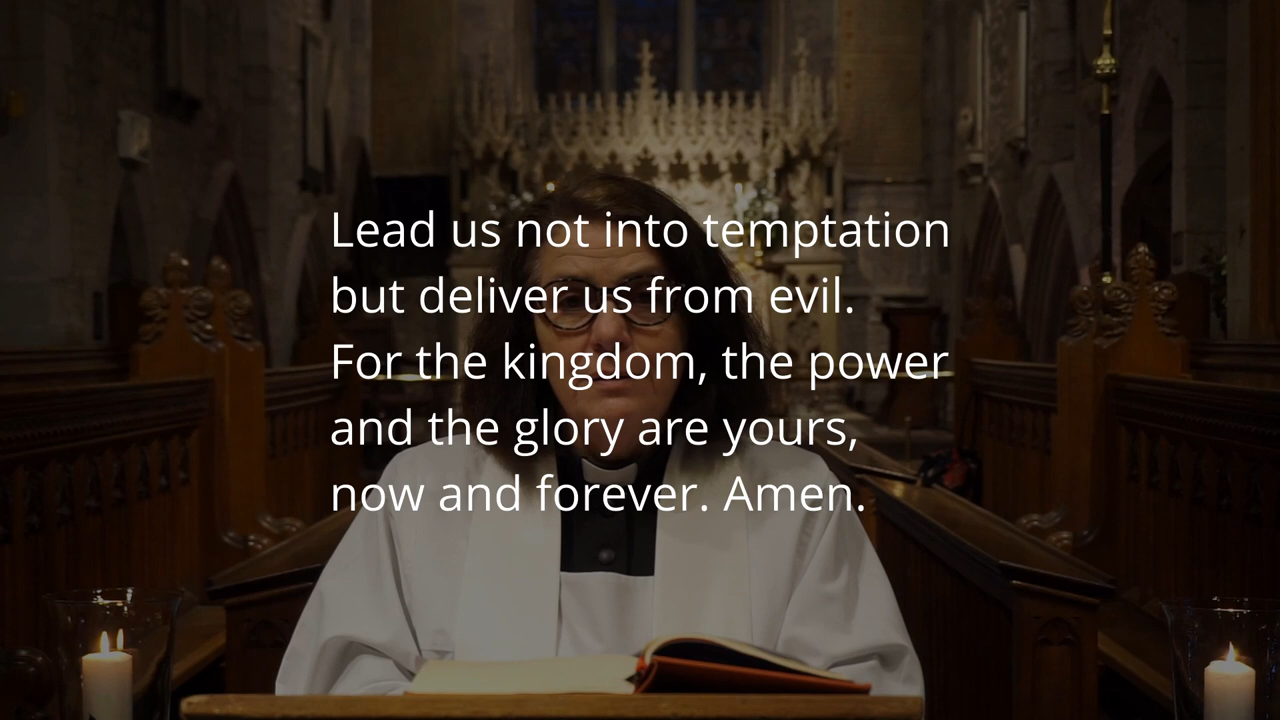 Lead us not into temptation
but deliver us from evil.
For the kingdom, the power
and the glory are yours,
now and forever. Amen.